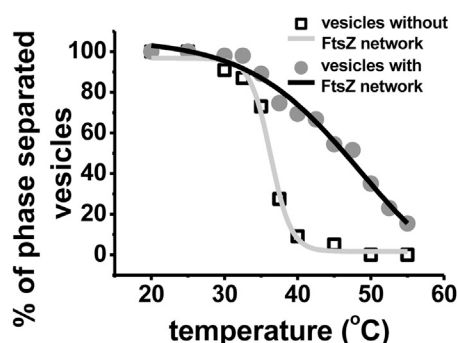 vesicles without
FtsZ network
vesicles with
FtsZ network
% of phase separated
vesicles
100
80
60
40
20
0
20
30
40
50
60
temperature (°C)